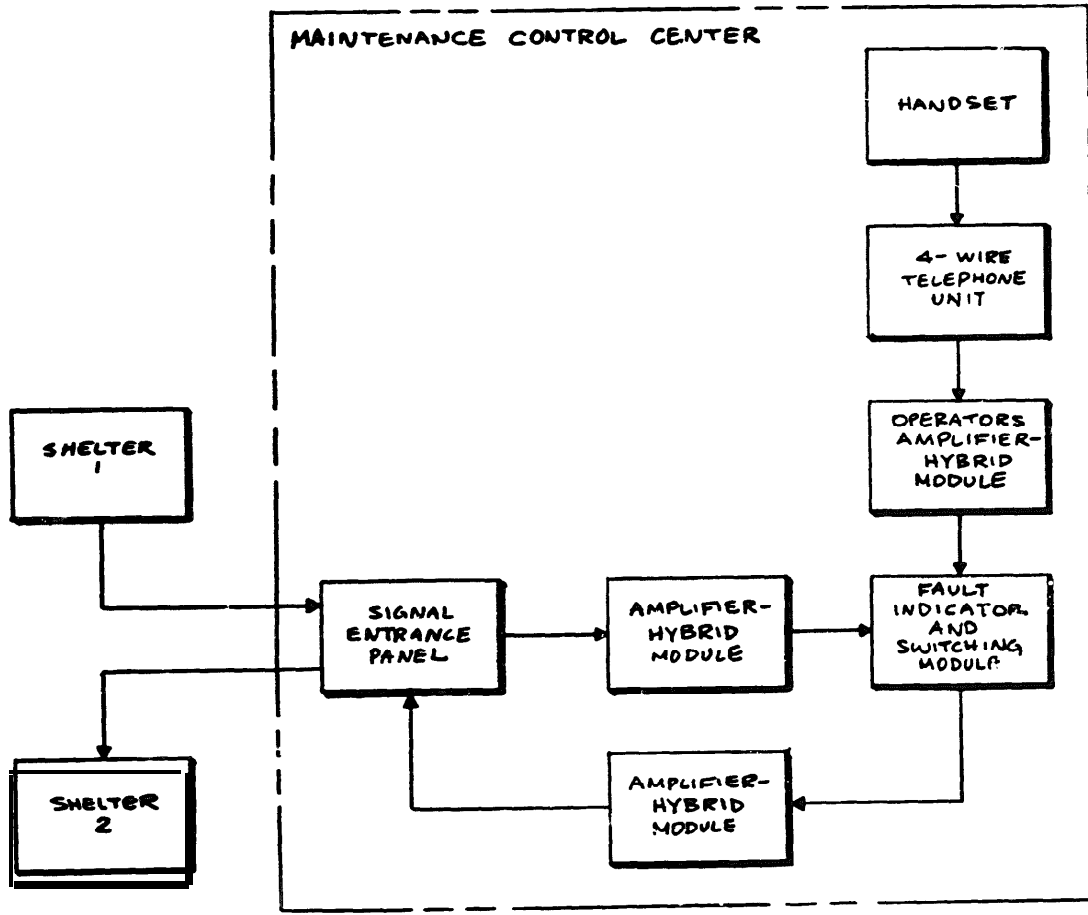 MAINTENANCE CONTROL CENTER
HANDSET
4-WIRE
TELEPHONE
UNIT
OPERATORS
AMPLIFIER-
HYBRID
MODULE
SHELTER
1
SIGNAL
ENTRANCE
PANEL
AMPLIFIER-
HYBRID
MODULE
FAULT
INDICATOR
AND
SWITCHING
MODULE
SHELTER
2
AMPLIFIER-
HYBRID
MODULE